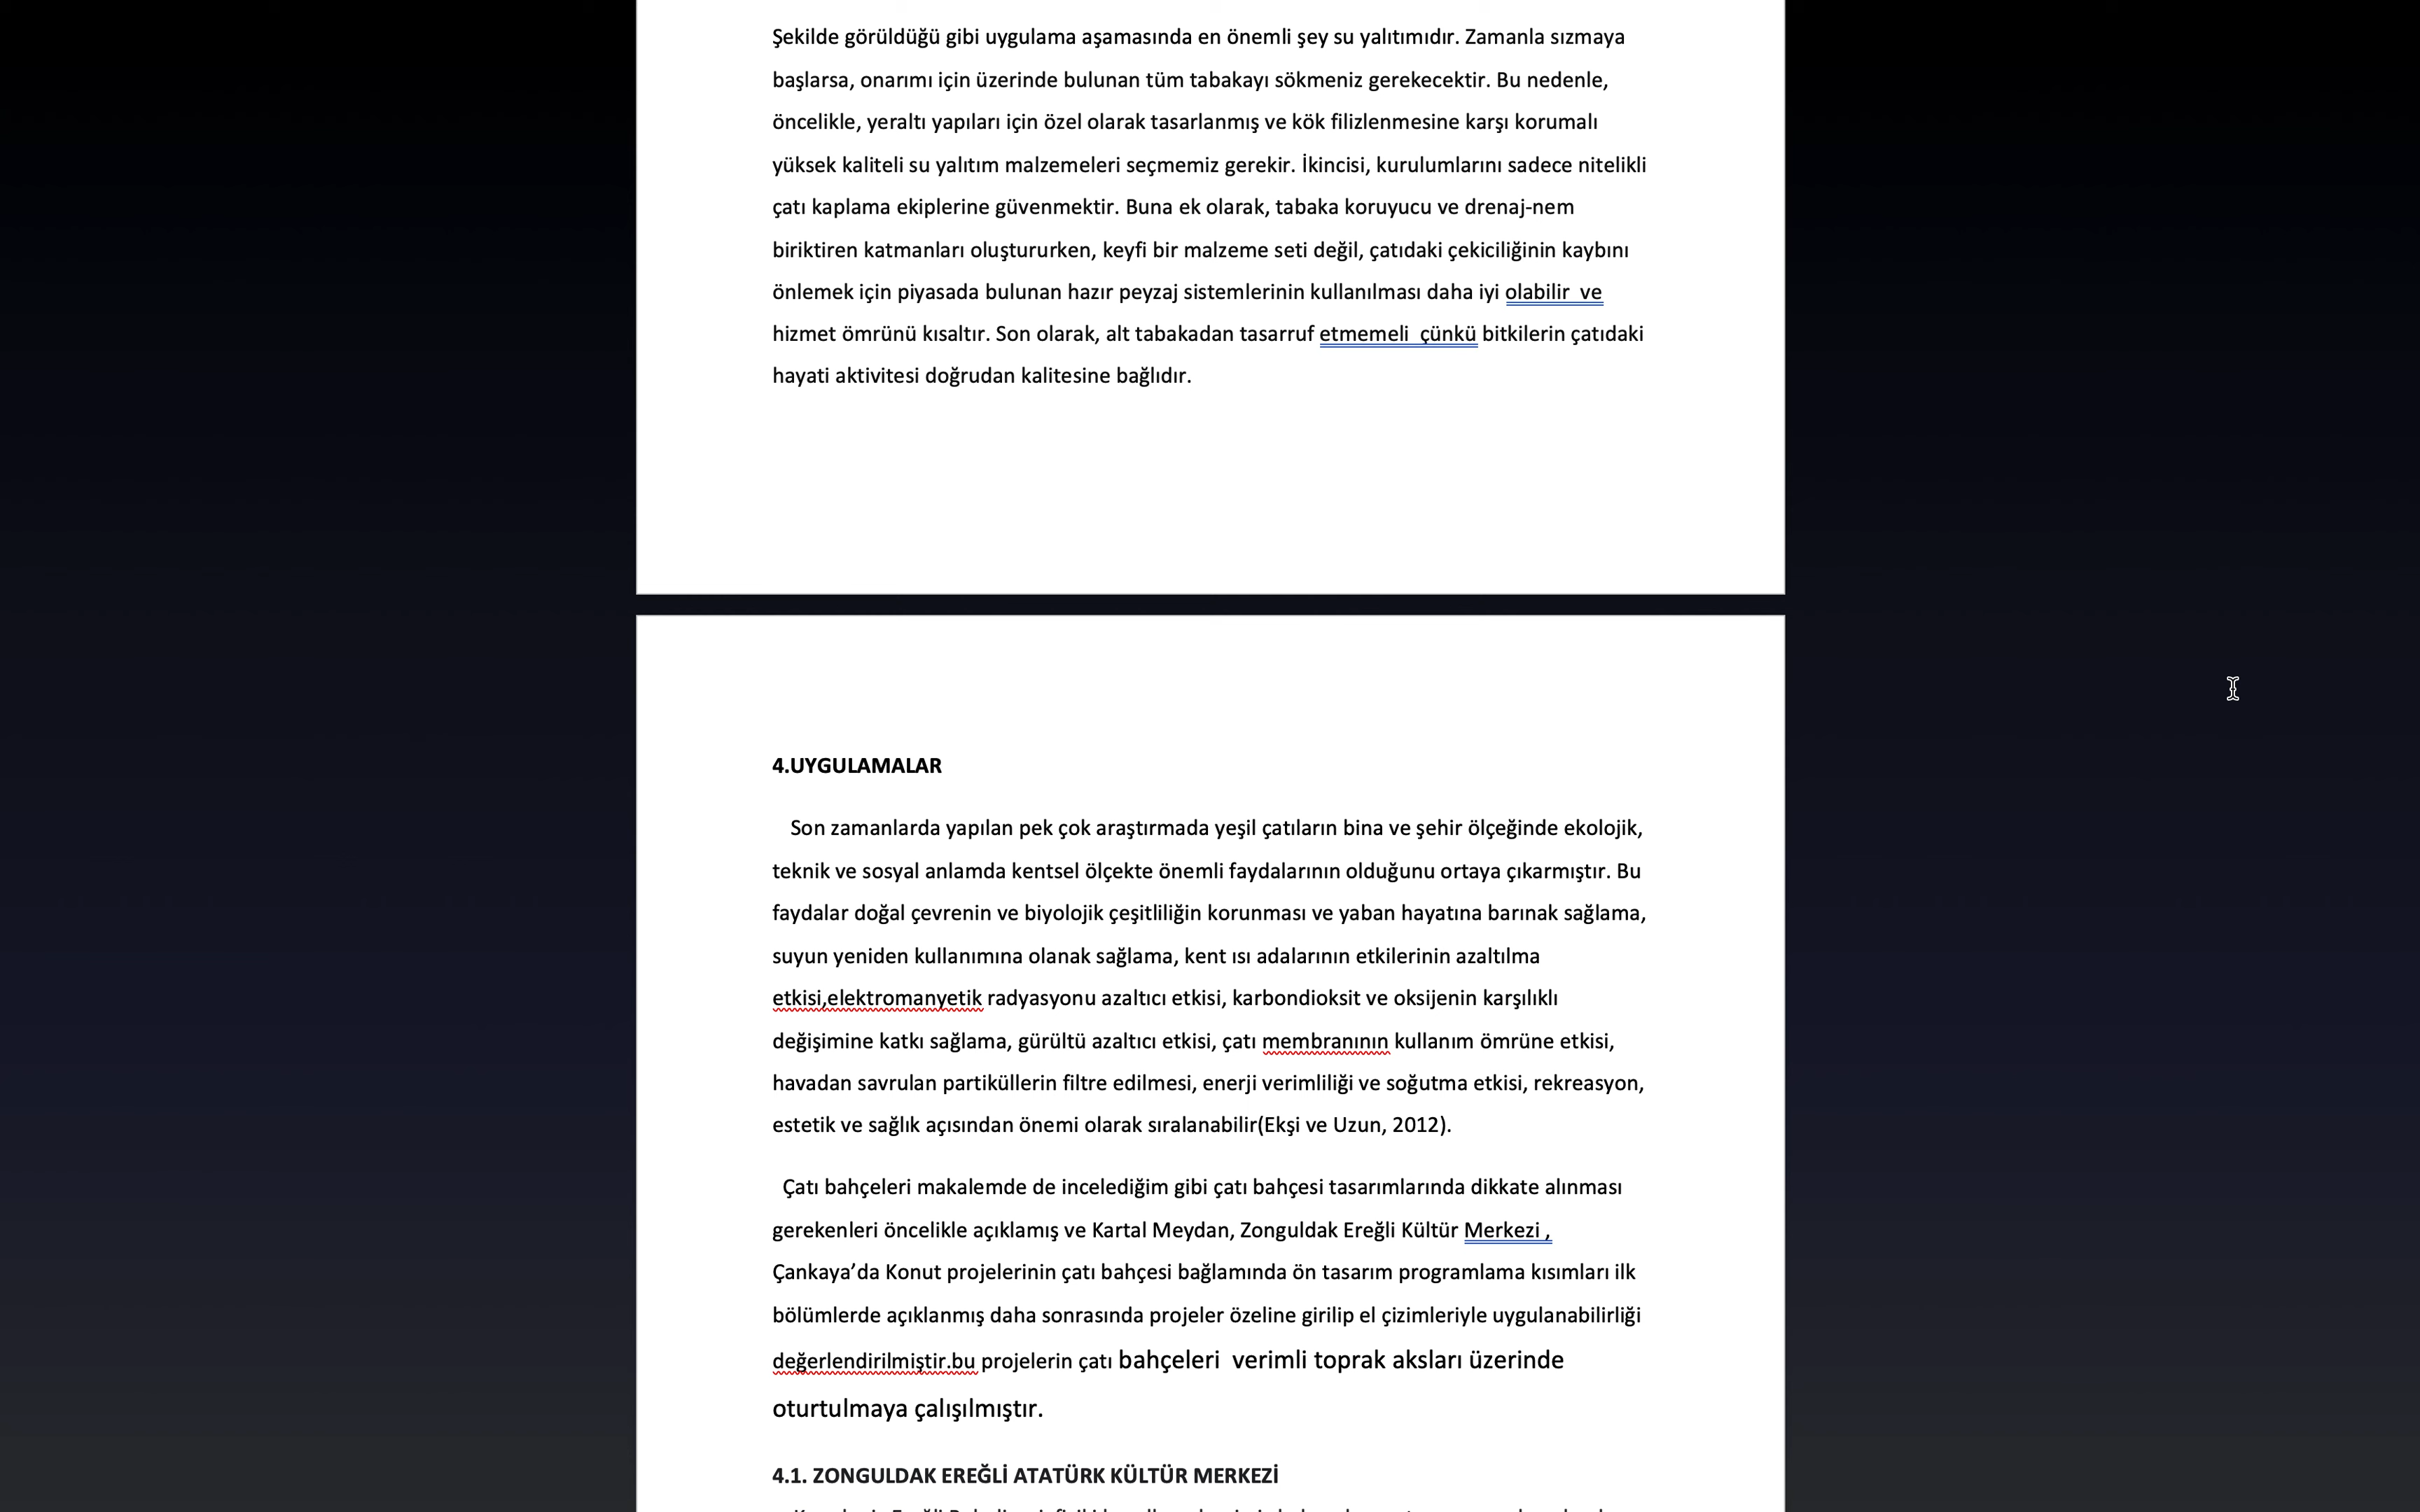 Şekilde görüldüğü gibi uygulama aşamasında en önemli şey su yalıtımıdır. Zamanla sızmaya
başlarsa, onarımı için üzerinde bulunan tüm tabakayı sökmeniz gerekecektir. Bu nedenle,
öncelikle, yeraltı yapıları için özel olarak tasarlanmış ve kök filizlenmesine karşı korumalı
yüksek kaliteli su yalıtım malzemeleri seçmemiz gerekir. İkincisi, kurulumlarını sadece nitelikli
çatı kaplama ekiplerine güvenmektir. Buna ek olarak, tabaka koruyucu ve drenaj-nem
biriktiren katmanları oluştururken, keyfi bir malzeme seti değil, çatıdaki çekiciliğinin kaybını
önlemek için piyasada bulunan hazır peyzaj sistemlerinin kullanılması daha iyi olabilir  ve
hizmet ömrünü kısaltır. Son olarak, alt tabakadan tasarruf etmemeli  çünkü bitkilerin çatıdaki
hayati aktivitesi doğrudan kalitesine bağlıdır.
4.UYGULAMALAR
Son zamanlarda yapılan pek çok araştırmada yeşil çatıların bina ve şehir ölçeğinde ekolojik,
teknik ve sosyal anlamda kentsel ölçekte önemli faydalarının olduğunu ortaya çıkarmıştır. Bu
faydalar doğal çevrenin ve biyolojik çeşitliliğin korunması ve yaban hayatına barınak sağlama,
suyun yeniden kullanımına olanak sağlama, kent ısı adalarının etkilerinin azaltılma
etkisi,elektromanyetik radyasyonu azaltıcı etkisi, karbondioksit ve oksijenin karşılıklı
değişimine katkı sağlama, gürültü azaltıcı etkisi, çatı membranının kullanım ömrüne etkisi,
havadan savrulan partiküllerin filtre edilmesi, enerji verimliliği ve soğutma etkisi, rekreasyon,
estetik ve sağlık açısından önemi olarak sıralanabilir(Ekşi ve Uzun, 2012).
Çatı bahçeleri makalemde de incelediğim gibi çatı bahçesi tasarımlarında dikkate alınması
gerekenleri öncelikle açıklamış ve Kartal Meydan, Zonguldak Ereğli Kültür Merkezi ,
Çankaya’da Konut projelerinin çatı bahçesi bağlamında ön tasarım programlama kısımları ilk
bölümlerde açıklanmış daha sonrasında projeler özeline girilip el çizimleriyle uygulanabilirliği
değerlendirilmiştir.bu projelerin çatı bahçeleri  verimli toprak aksları üzerinde
oturtulmaya çalışılmıştır.
4.1. ZONGULDAK EREĞLİ ATATÜRK KÜLTÜR MERKEZİ